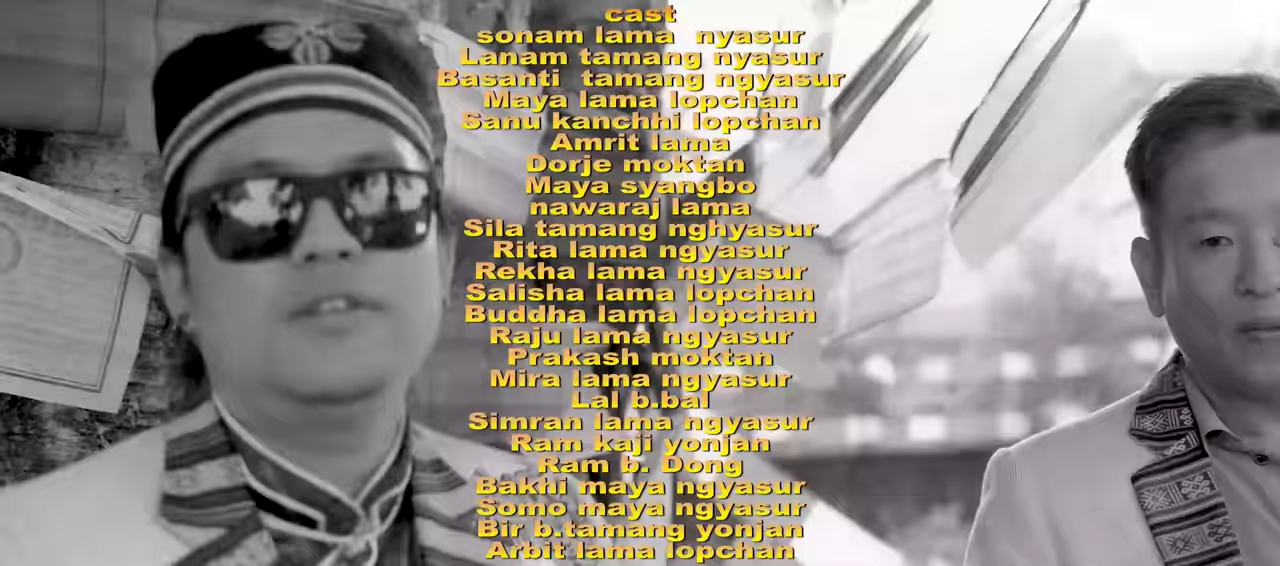 cast
sonam lama nyasur
Lanam tamang nyasur
Basanti tamang ngyasur
Maya lama lopchan
Sanu kanchhi lopchan
Amrit lama
Dorje moktan
Maya syangbo
nawaraj lama
Sila tamang nghyasur
Rita lama ngyasur
Rekha lama ngyasur
Salisha lama lopchan
Buddha lama lopchan
Raju lama ngyasur
Prakash moktan
Mira lama ngyasur
Lal b.bal
Simran lama ngyasur
Ram kaji yonjan
Ram b. Dong
Bakhi maya ngyasur
Somo maya ngyasur
Bir b.tamang yonjan
Arbit lama lopchan